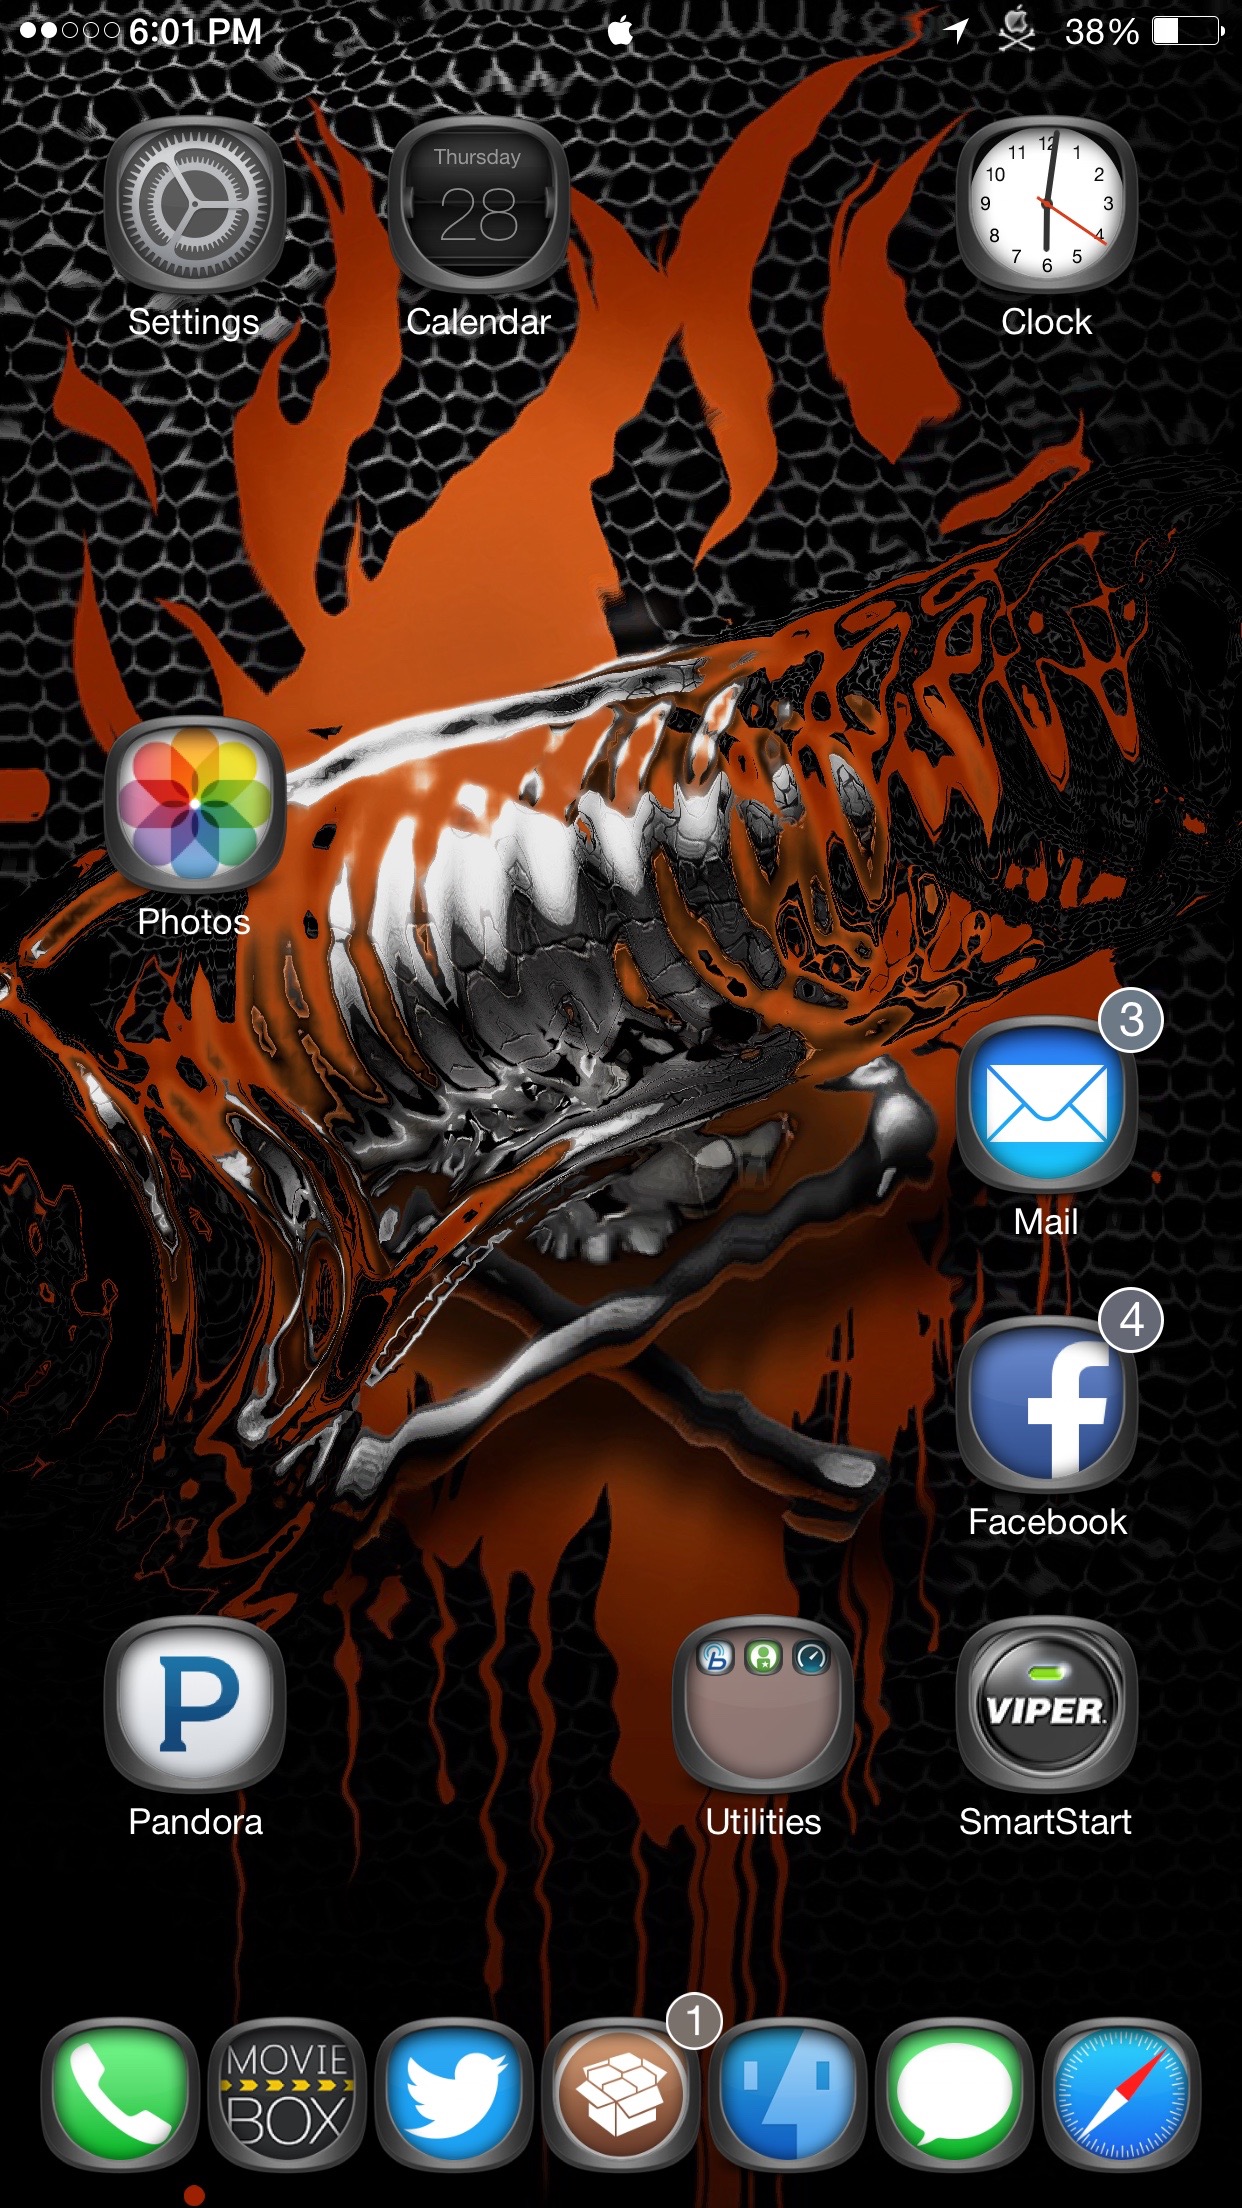 6:01 PM 38%
Thursday
28
12
11 1
10 2
9 3
8 4
7 5
6
Settings Calendar Clock
Photos
3
Mail
4
f
Facebook
P b VIPER
Pandora Utilities SmartStart
1
MOVIE
BOX